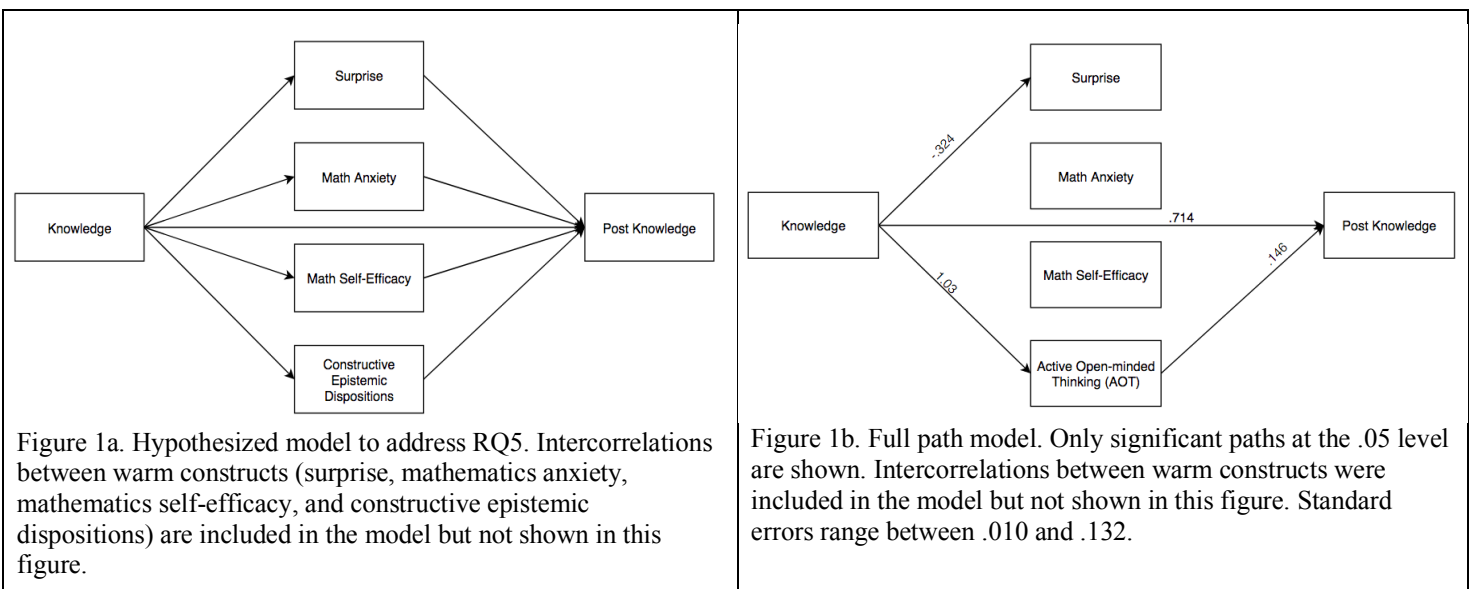 Surprise
Math Anxiety
Knowledge
Post Knowledge
Math Self-Efficacy
Constructive
Epistemic
Dispositions
Figure 1a. Hypothesized model to address RQ5. Intercorrelations
between warm constructs (surprise, mathematics anxiety,
mathematics self-efficacy, and constructive epistemic
dispositions) are included in the model but not shown in this
figure.
Surprise
-.324
Math Anxiety
Knowledge
.714
Post Knowledge
.146
Math Self-Efficacy
1.03
Active Open-minded
Thinking (AOT)
Figure 1b. Full path model. Only significant paths at the .05 level
are shown. Intercorrelations between warm constructs were
included in the model but not shown in this figure. Standard
errors range between .010 and .132.